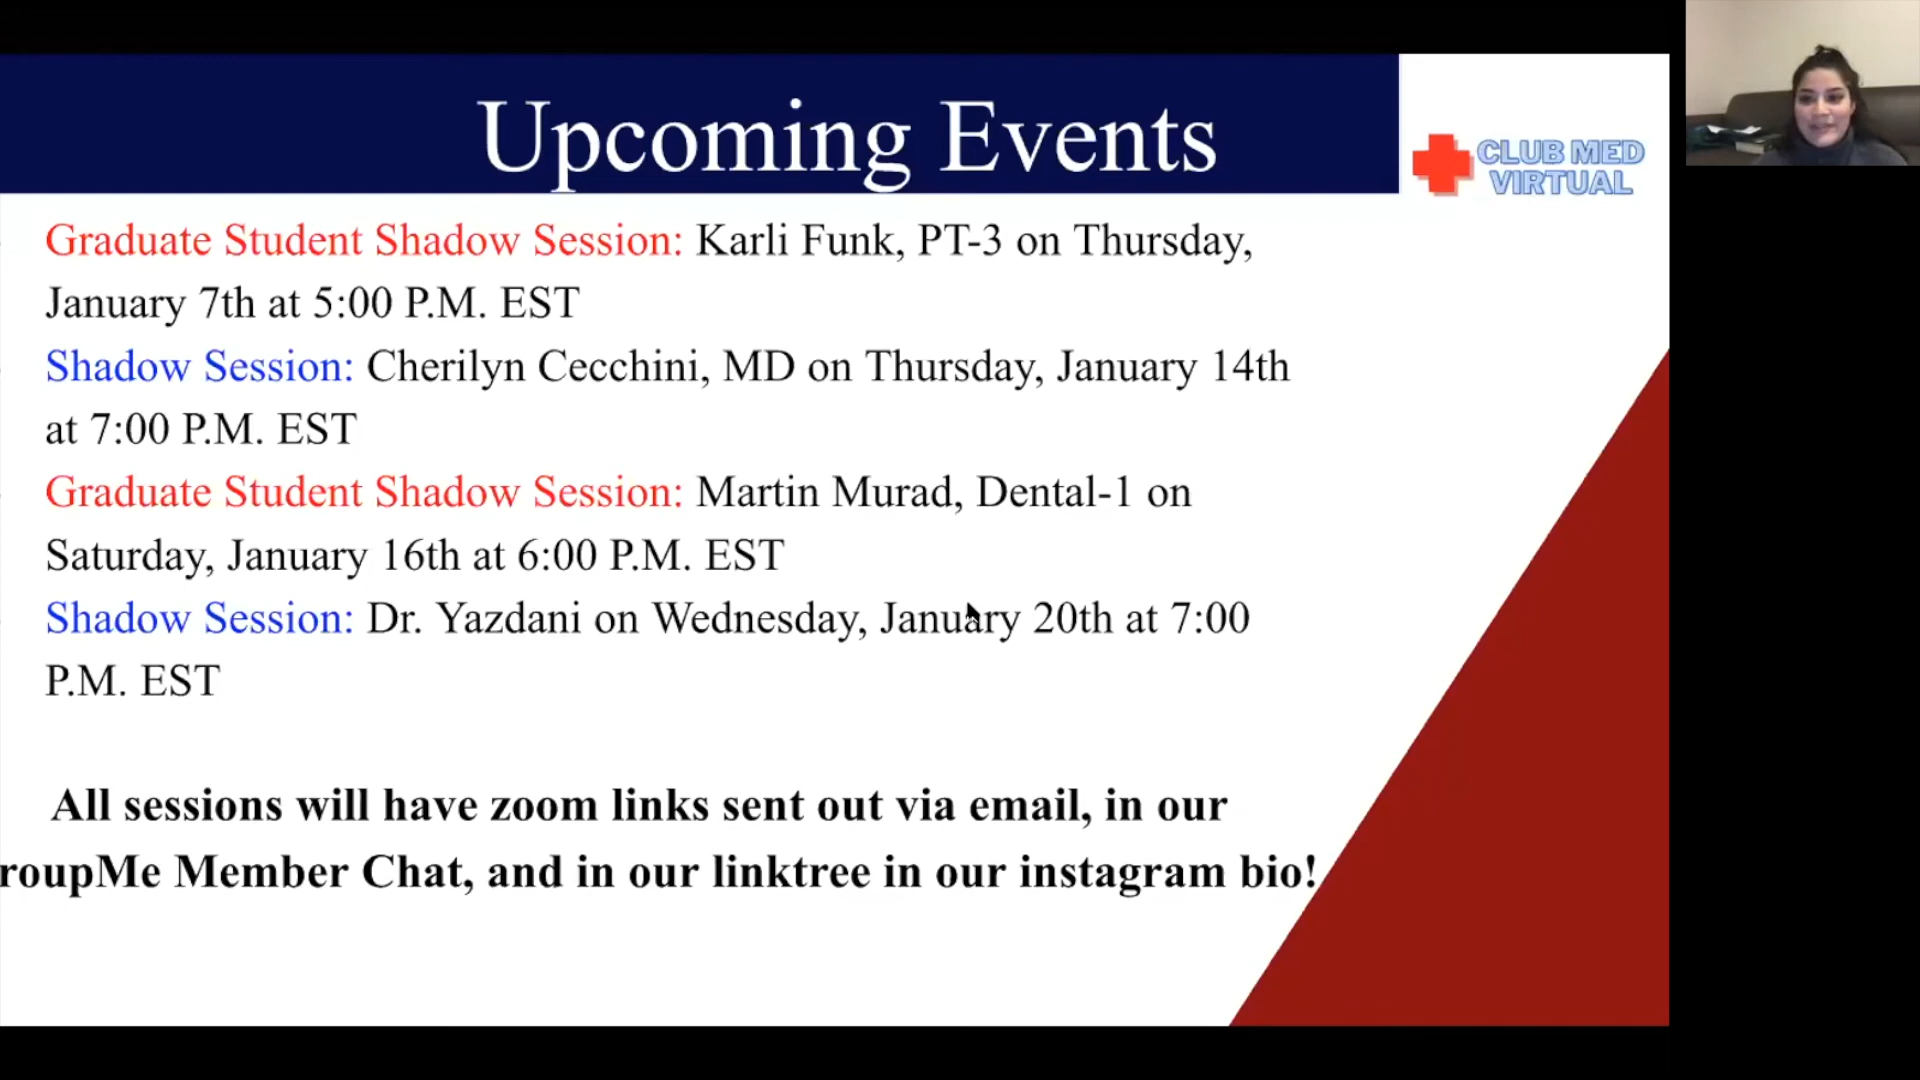 Upcoming Events
CLUB MED
VIRTUAL
Graduate Student Shadow Session: Karli Funk, PT-3 on Thursday,
January 7th at 5:00 P.M. EST
Shadow Session: Cherilyn Cecchini, MD on Thursday, January 14th
at 7:00 P.M. EST
Graduate Student Shadow Session: Martin Murad, Dental-1 on
Saturday, January 16th at 6:00 P.M. EST
Shadow Session: Dr. Yazdani on Wednesday, January 20th at 7:00
P.M. EST
All sessions will have zoom links sent out via email, in our
roupMe Member Chat, and in our linktree in our instagram bio!